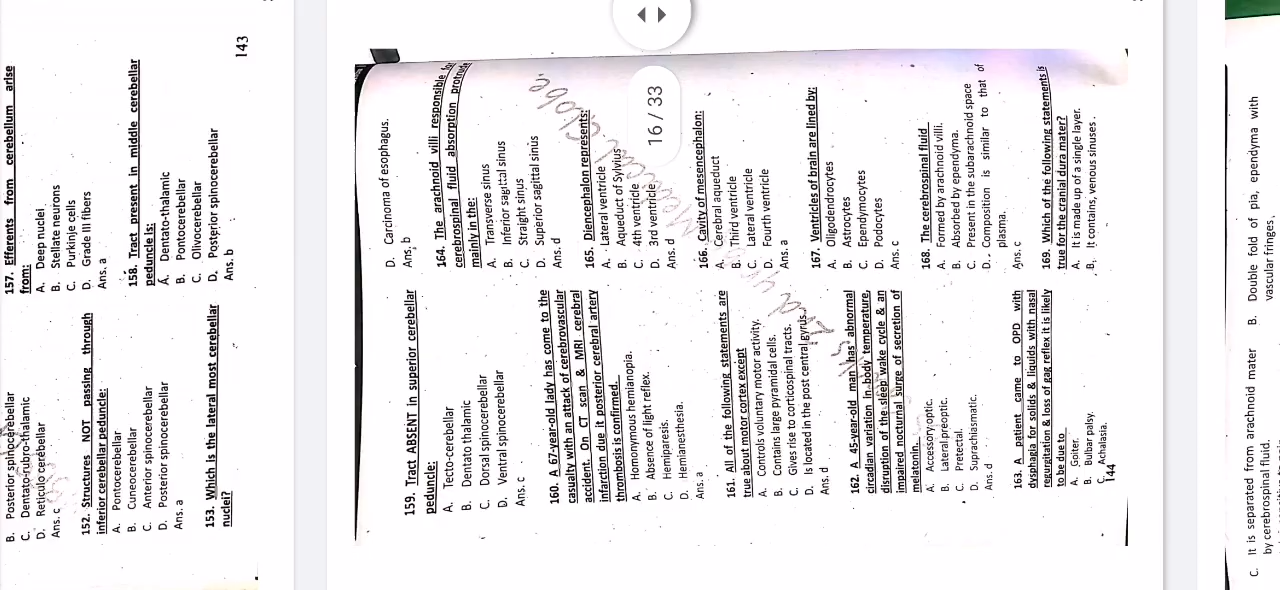 B. Posterior spinocerebellar
C. Dentato-rubro-thalamic
D. Reticulocerebellar
Ans. c
152. Structures NOT passing through
inferior cerebellar peduncle:
A. Pontocerebellar
B. Cuneocerebellar
C. Anterior spinocerebellar
D. Posterior spinocerebellar
Ans. a
153. Which is the lateral most cerebellar
nuclei?
157. Efferents from cerebellum arise
from:
A. Deep nuclei
B. Stellate neurons
C. Purkinje cells
D. Grade III fibers
Ans. a
158. Tract present in middle cerebellar
peduncle is:
A. Dentato-thalamic
B. Pontocerebellar
C. Olivocerebellar
D. Posterior spinocerebellar
Ans. b
143
159. Tract ABSENT in superior cerebellar
peduncle:
A. Tecto-cerebellar
B. Dentato thalamic
C. Dorsal spinocerebellar
D. Ventral spinocerebellar
Ans. c
160. A 67-year-old lady has come to the
casualty with an attack of cerebrovascular
accident. On CT scan & MRI cerebral
infarction due it posterior cerebral artery
thrombosis is confirmed.
A. Homonymous hemianopia.
B. Absence of light reflex.
C. Hemiparesis.
D. Hemianesthesia.
Ans. a
161. All of the following statements are
true about motor cortex except
A. Controls voluntary motor activity.
B. Contains large pyramidal cells.
C. Gives rise to corticospinal tracts.
D. Is located in the post central gyrus.
Ans. d
162. A 45-year-old man has abnormal
circadian variation in body temperature,
disruption of the sleep wake cycle & an
impaired nocturnal surge of secretion of
melatonin.
A. Accessory optic.
B. Lateral preoptic.
C. Pretectal.
D. Suprachiasmatic.
Ans. d
163. A patient came to OPD with
dysphagia for solids & liquids with nasal
regurgitation & loss of gag reflex it is likely
to be due to
A. Goiter.
B. Bulbar palsy.
C. Achalasia.
144
D. Carcinoma of esophagus.
Ans. b
164. The arachnoid villi responsible for
cerebrospinal fluid absorption protrude
mainly in the:
A. Transverse sinus
B. Inferior sagittal sinus
C. Straight sinus
D. Superior sagittal sinus
Ans. d
165. Diencephalon represents:
A. Lateral ventricle
B. Aqueduct of Sylvius
C. 4th ventricle
D. 3rd ventricle
Ans. d
166. Cavity of mesencephalon:
A. Cerebral aqueduct
B. Third ventricle
C. Lateral ventricle
D. Fourth ventricle
Ans. a
167. Ventricles of brain are lined by:
A. Oligodendrocytes
B. Astrocytes
C. Ependymocytes
D. Podocytes
Ans. c
168. The cerebrospinal fluid
A. Formed by arachnoid villi.
B. Absorbed by ependyma.
C. Present in the subarachnoid space
D. Composition is similar to that of
plasma.
Ans. c
169. Which of the following statements is
true for the cranial dura mater?
A. It is made up of a single layer.
B. It contains, venous sinuses.
16 / 33
C. It is separated from arachnoid mater
by cerebrospinal fluid.
B. Double fold of pia, ependyma with
vascular fringes